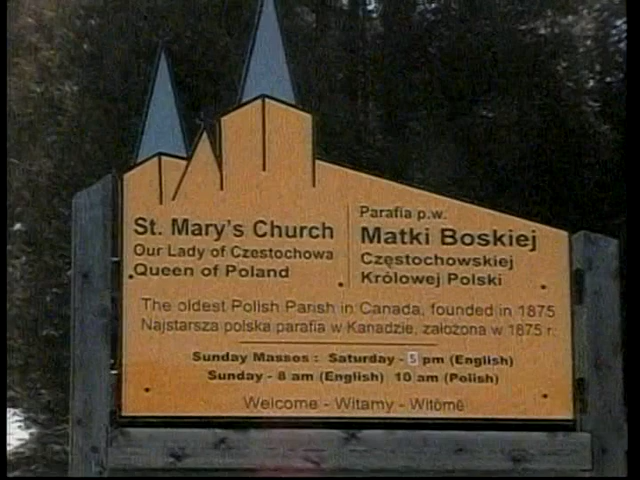 St. Mary's Church
Our Lady of Czestochowa
Queen of Poland
Parafia p.w.
Matki Boskiej
Częstochowskiej
Królowej Polski
The oldest Polish Parish in Canada, founded in 1875
Najstarsza polska parafia w Kanadzie, założona w 1875 r.
Sunday Masses : Saturday - 5 pm (English)
Sunday - 8 am (English) 10 am (Polish)
Welcome - Witamy - Witómë